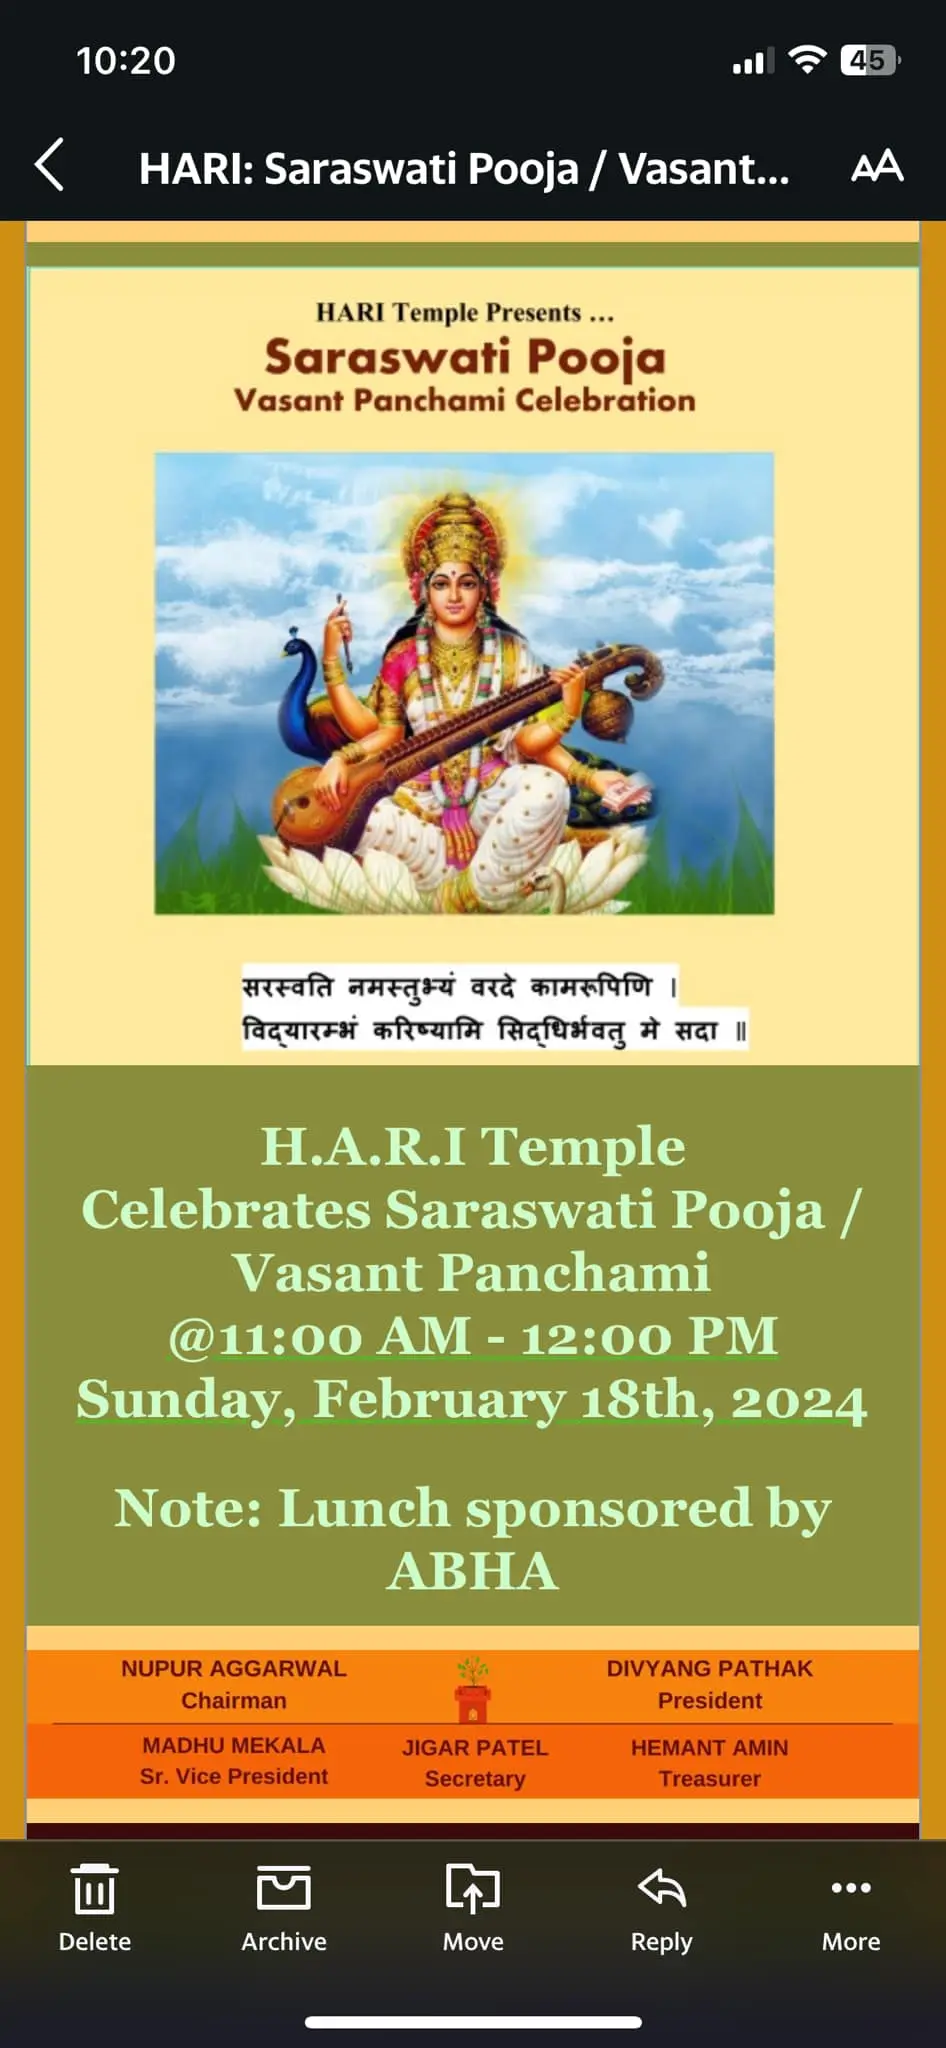 10:20
45
HARI: Saraswati Pooja / Vasant...
AA
HARI Temple Presents ...
Saraswati Pooja
Vasant Panchami Celebration
सरस्वति नमस्तुभ्यं वरदे कामरूपिणि ।
विद्यारम्भं करिष्यामि सिद्धिर्भवतु मे सदा ॥
H.A.R.I Temple
Celebrates Saraswati Pooja /
Vasant Panchami
@11:00 AM - 12:00 PM
Sunday, February 18th, 2024
Note: Lunch sponsored by
ABHA
NUPUR AGGARWAL
Chairman
DIVYANG PATHAK
President
MADHU MEKALA
Sr. Vice President
JIGAR PATEL
Secretary
HEMANT AMIN
Treasurer
Delete
Archive
Move
Reply
More